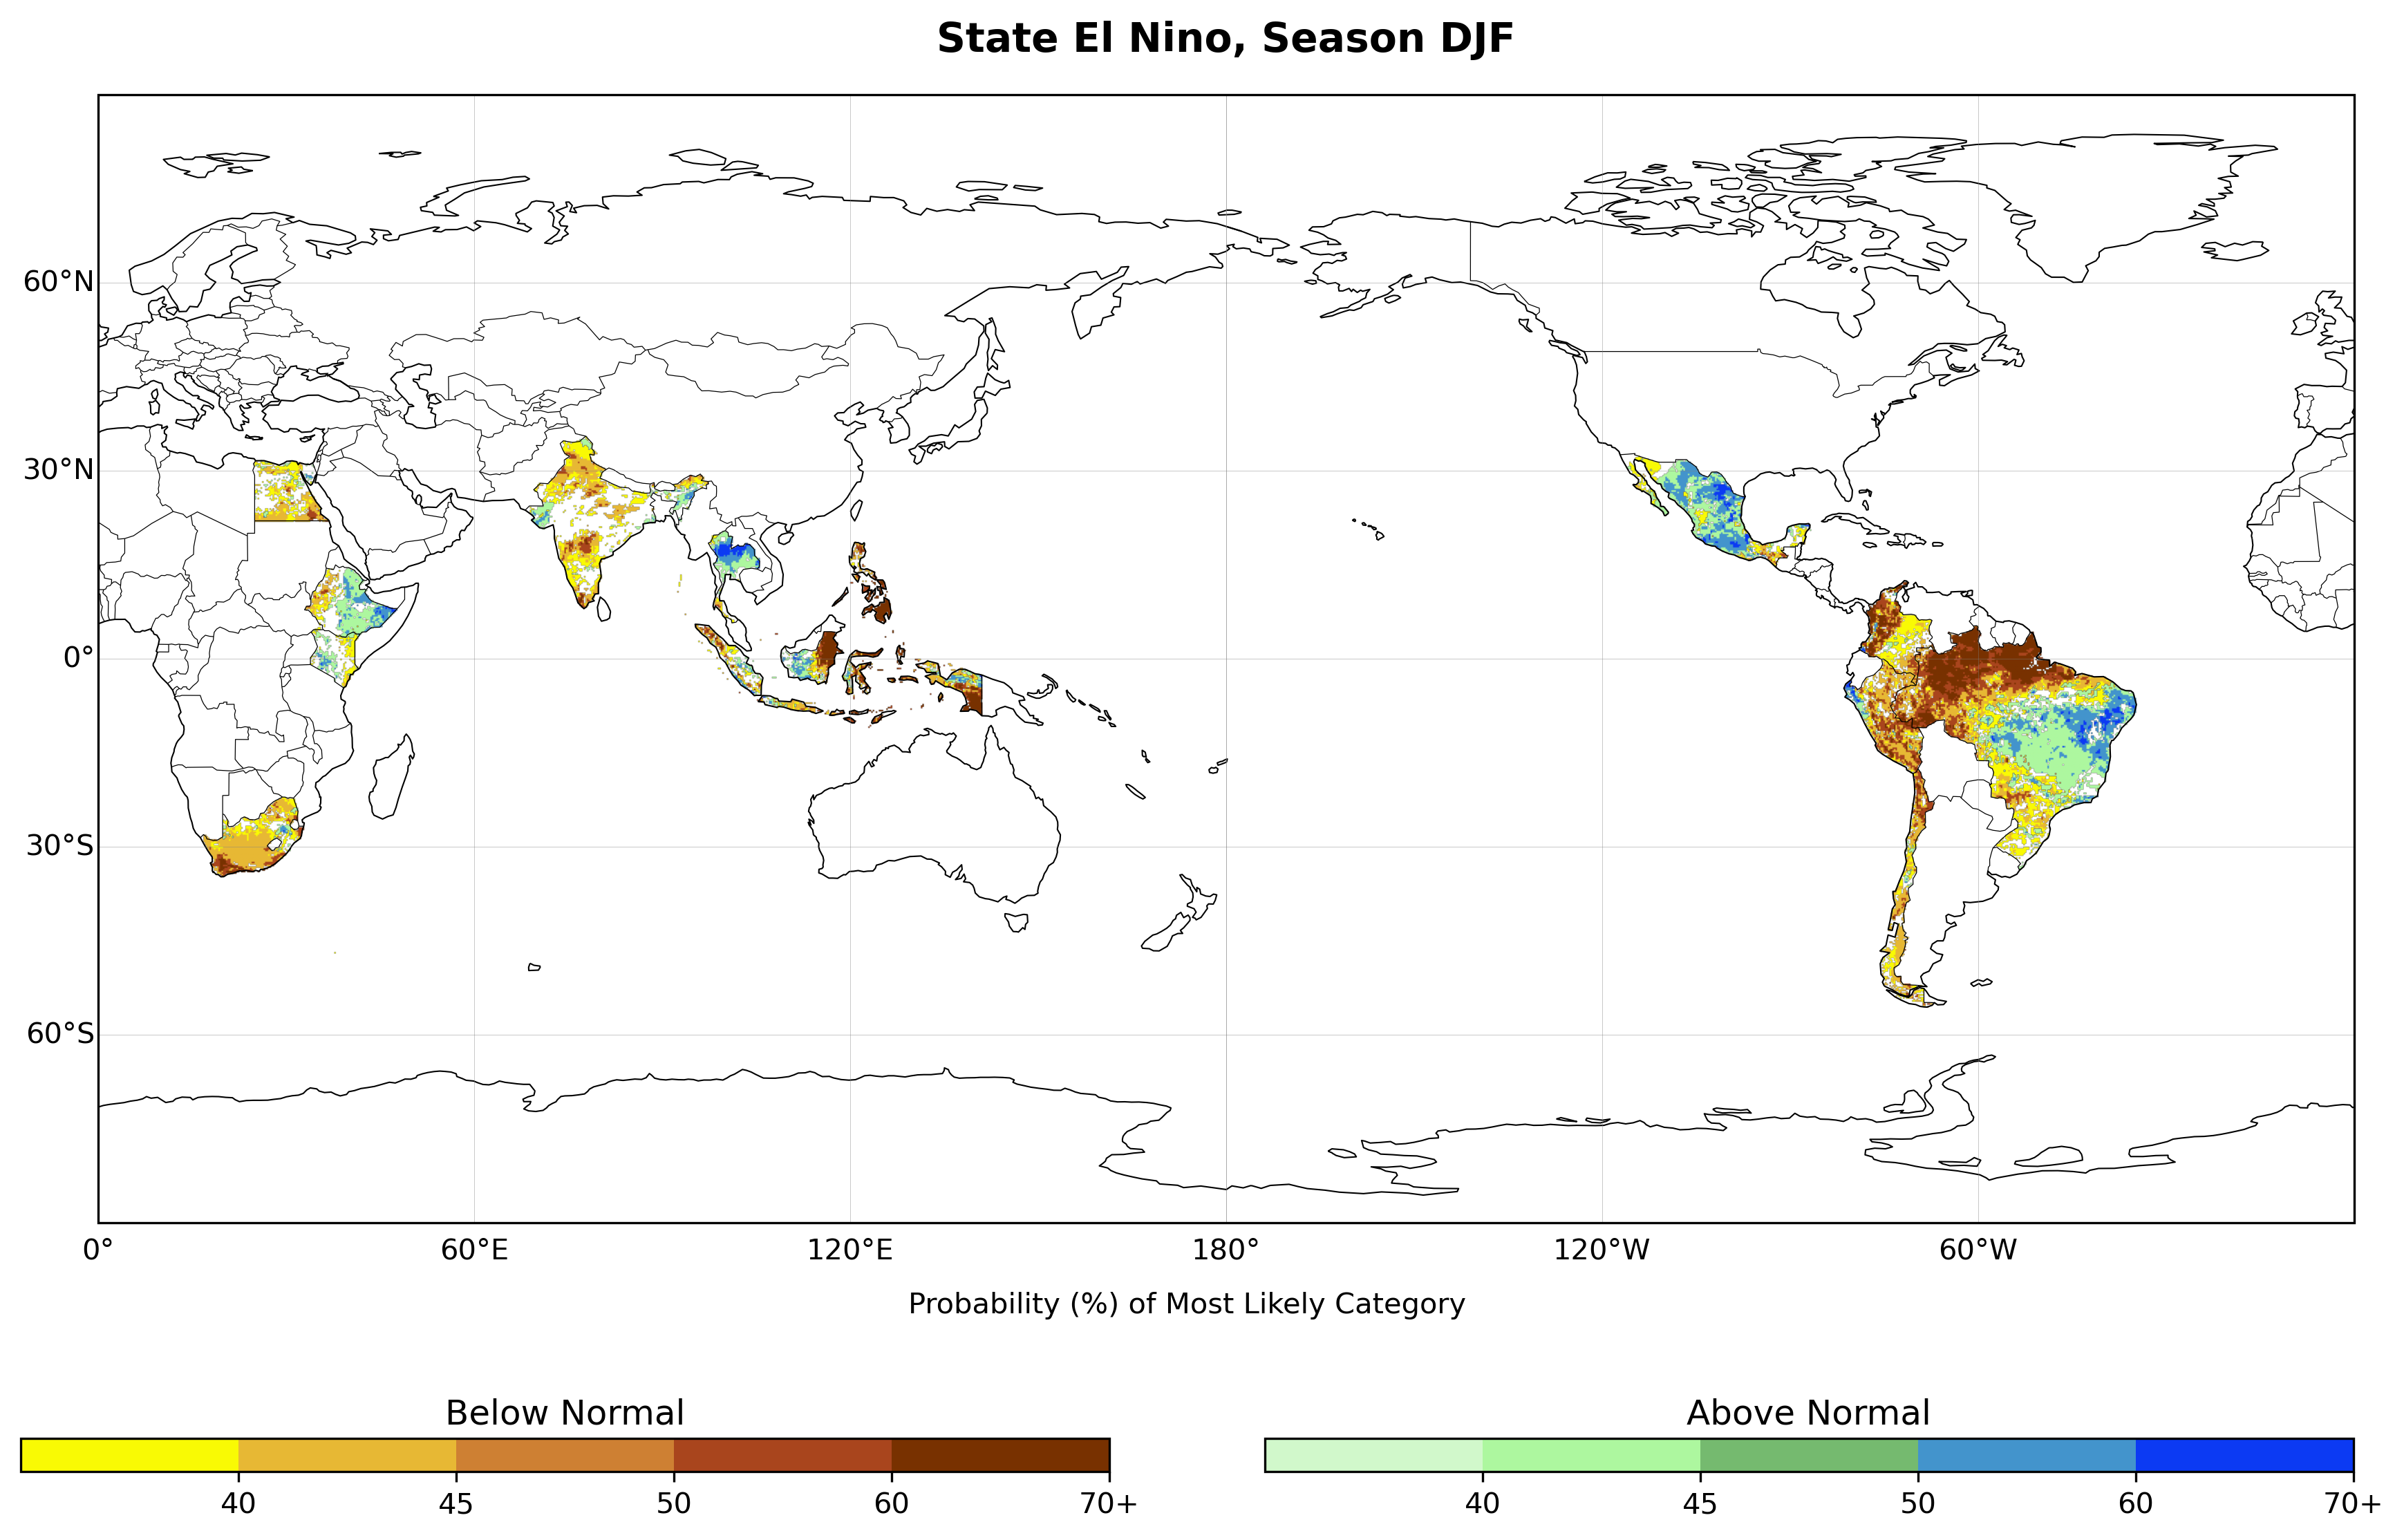 State El Nino, Season DJF
60°N
30°N
0°
30°S
60°S
0° 60°E 120°E 180° 120°W 60°W
Probability (%) of Most Likely Category
Below Normal
40 45 50 60 70+
Above Normal
40 45 50 60 70+